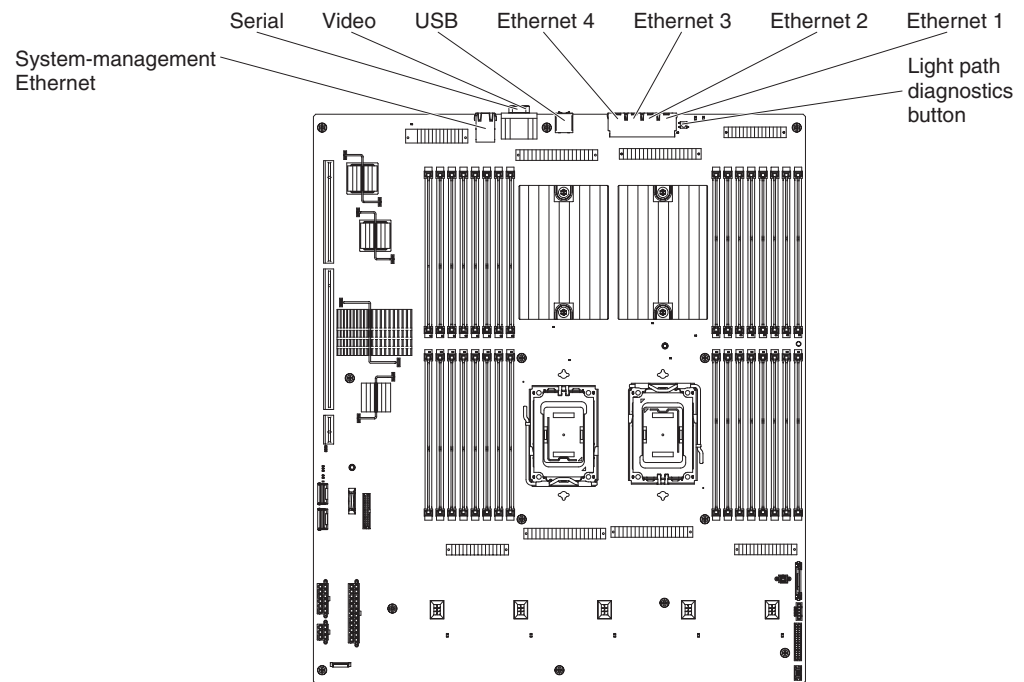 Serial Video USB Ethernet 4 Ethernet 3 Ethernet 2 Ethernet 1
System-management
Ethernet
Light path
diagnostics
button